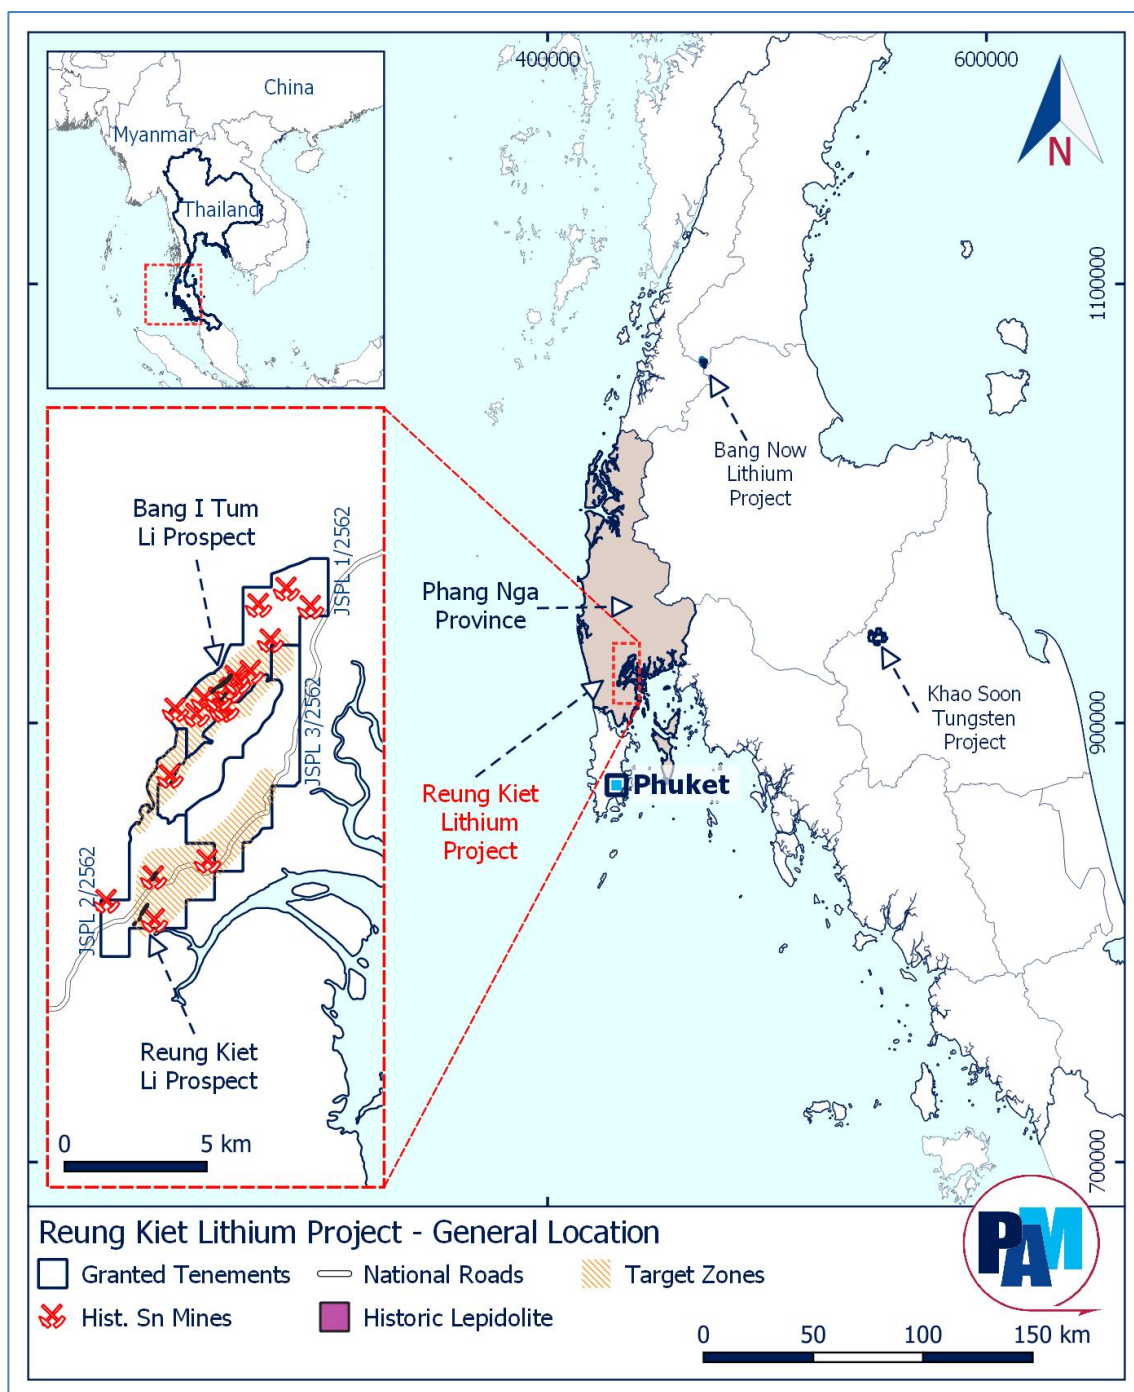 400000
600000
China
Myanmar
Thailand
N
1100000
Bang Now
Lithium
Project
Bang I Tum
Li Prospect
JSPL 1/2562
Phang Nga
Province
JSPL 3/2562
Khao Soon
Tungsten
Project
900000
Reung Kiet
Lithium
Project
Phuket
JSPL 2/2562
Reung Kiet
Li Prospect
0 5 km
700000
Reung Kiet Lithium Project - General Location
PAM
Granted Tenements
National Roads
Target Zones
Hist. Sn Mines
Historic Lepidolite
0 50 100 150 km